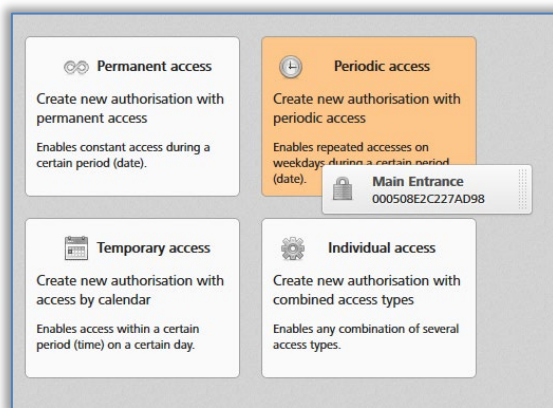 Permanent access
Create new authorisation with
permanent access
Enables constant access during a
certain period (date).
Periodic access
Create new authorisation with
periodic access
Enables repeated accesses on
weekdays during a certain period
(date).
Main Entrance
000508E2C227AD98
Temporary access
Create new authorisation with
access by calendar
Enables access within a certain
period (time) on a certain day.
Individual access
Create new authorisation with
combined access types
Enables any combination of several
access types.